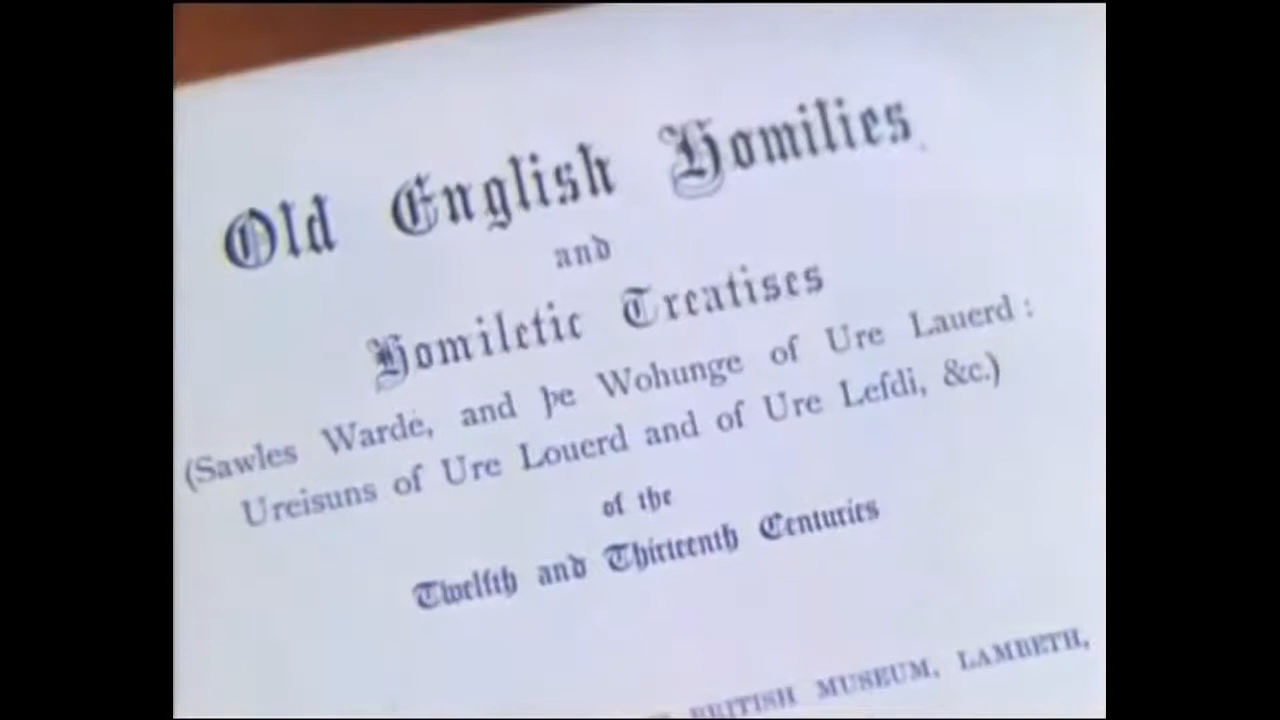 Old English Homilies
and
Homiletic Treatises
(Sawles Warde, and þe Wohunge of Ure Lauerd:
Ureisuns of Ure Louerd and of Ure Lefdi, &c.)
of the
Twelfth and Thirteenth Centuries
BRITISH MUSEUM, LAMBETH,